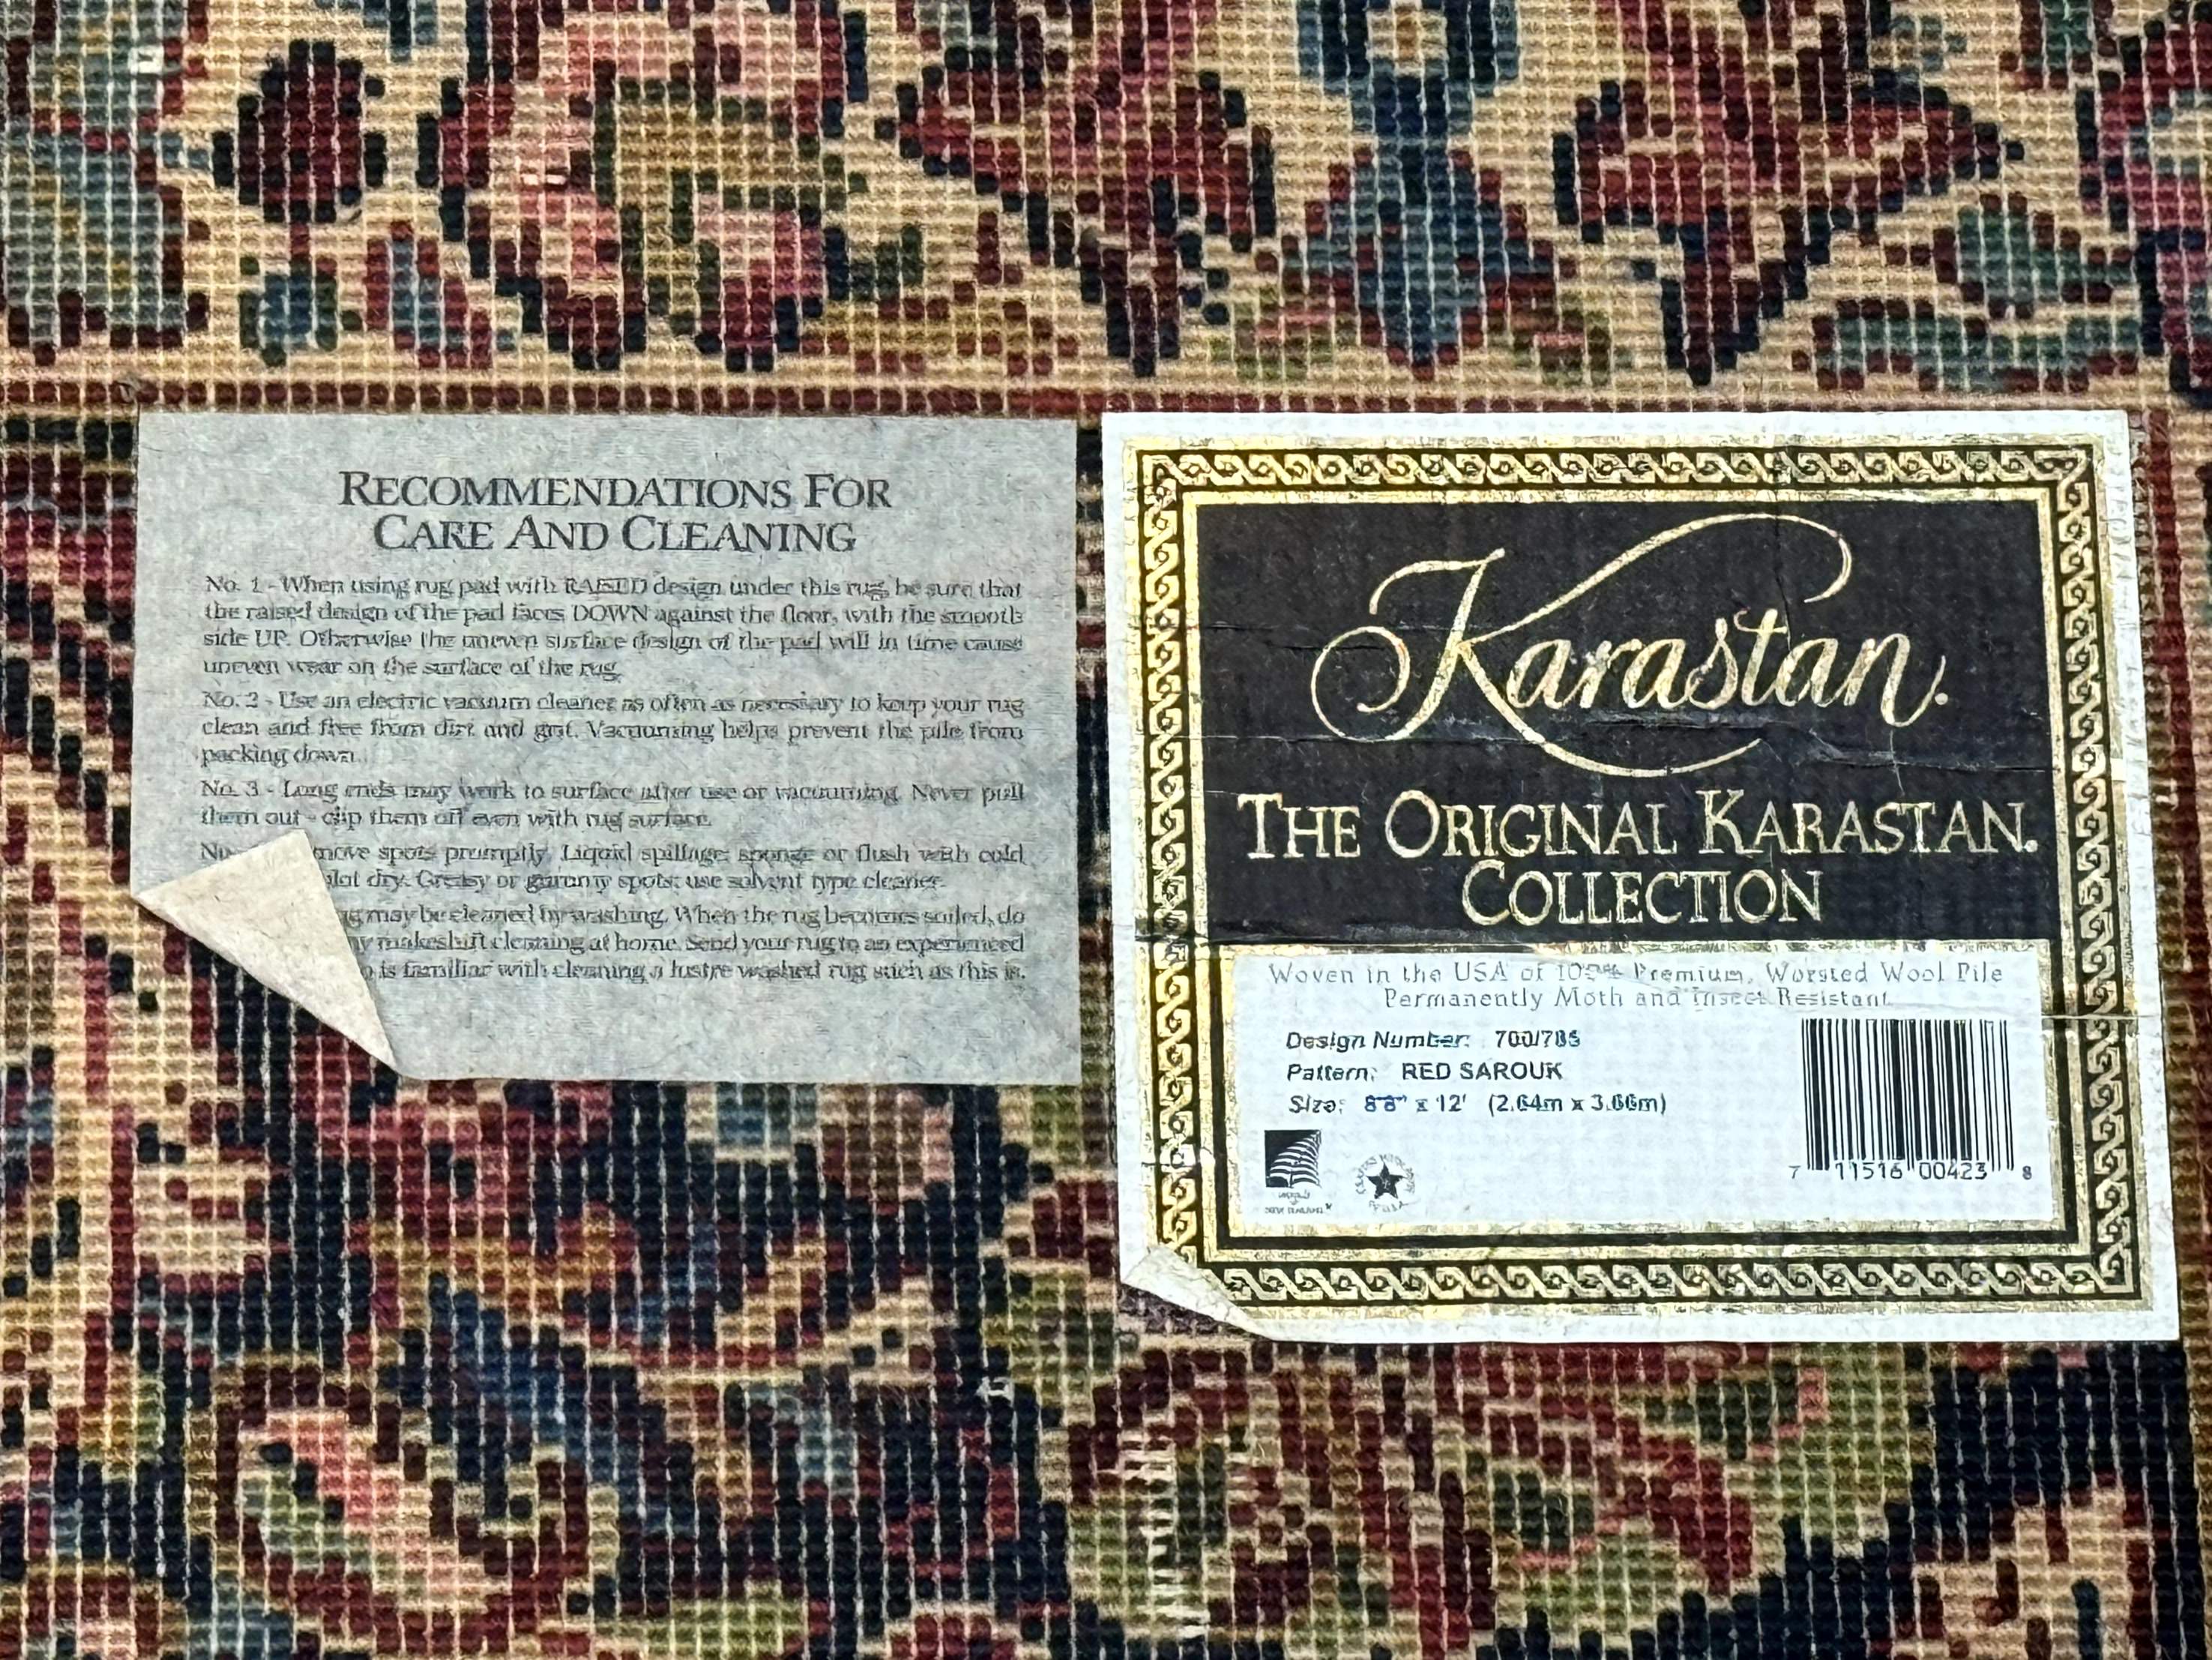 RECOMMENDATIONS FOR
CARE AND CLEANING
No. 1 - When using rug pad with RAISED design under this rug, be sure that
the raised design of the pad faces DOWN against the floor, with the smooth
side UP. Otherwise the uneven surface design of the pad will in time cause
uneven wear on the surface of the rug.
No. 2 - Use an electric vacuum cleaner as often as necessary to keep your rug
clean and free from dirt and grit. Vacuuming helps prevent the pile from
packing down.
No. 3 - Long ends may work to surface after use or vacuuming. Never pull
them out - clip them off even with rug surface.
No. move spots promptly. Liquid spillage: sponge or flush with cold
blot dry. Greasy or gummy spots: use solvent type cleaner.
may be cleaned by washing. When the rug becomes soiled, do
makeshift cleaning at home. Send your rug to an experienced
is familiar with cleaning a lustre washed rug such as this is.
Karastan.
THE ORIGINAL KARASTAN.
COLLECTION
Woven in the USA of 100% Premium, Worsted Wool Pile
Permanently Moth and Insect Resistant
Design Number: 700/785
Pattern: RED SAROUK
Size: 8'8" x 12' (2.64m x 3.66m)
7 11516 00423 8